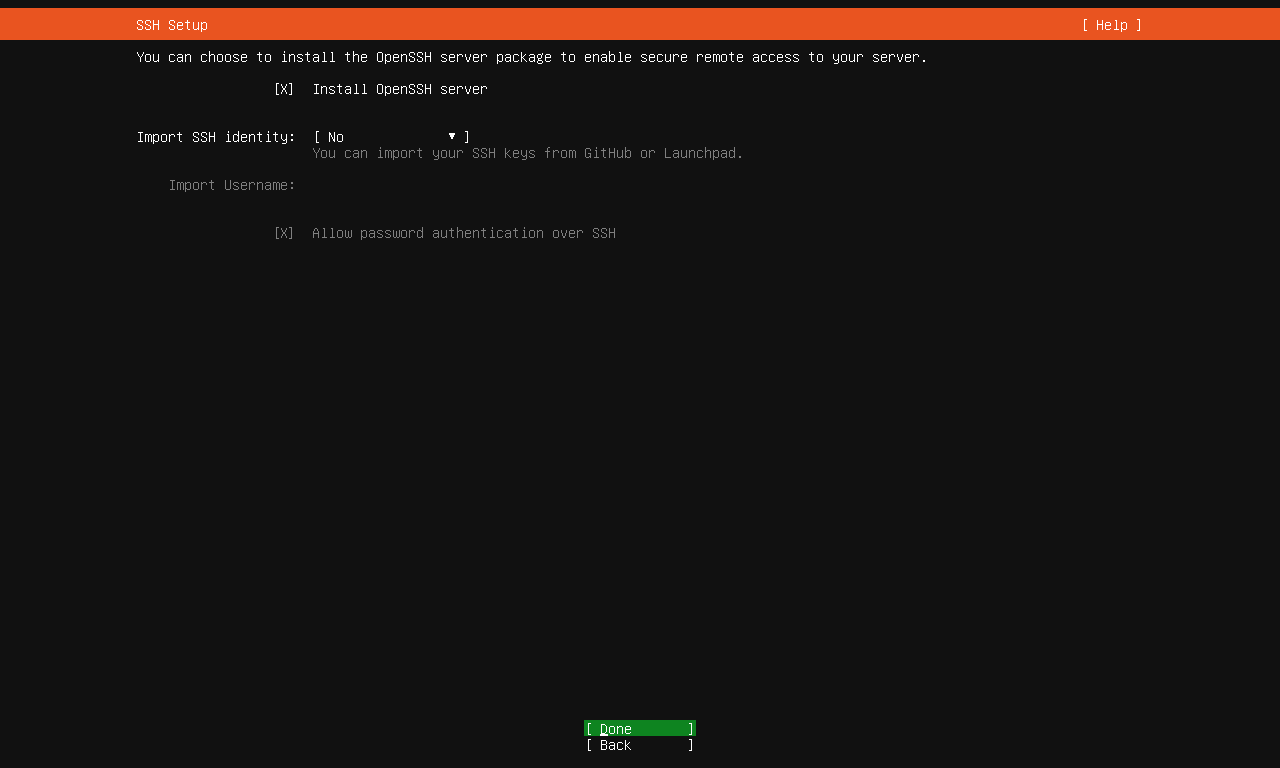 SSH Setup [ Help ]
You can choose to install the OpenSSH server package to enable secure remote access to your server.
[X] Install OpenSSH server
Import SSH identity: [ No ▼ ]
You can import your SSH keys from GitHub or Launchpad.
Import Username:
[X] Allow password authentication over SSH
[ Done ]
[ Back ]